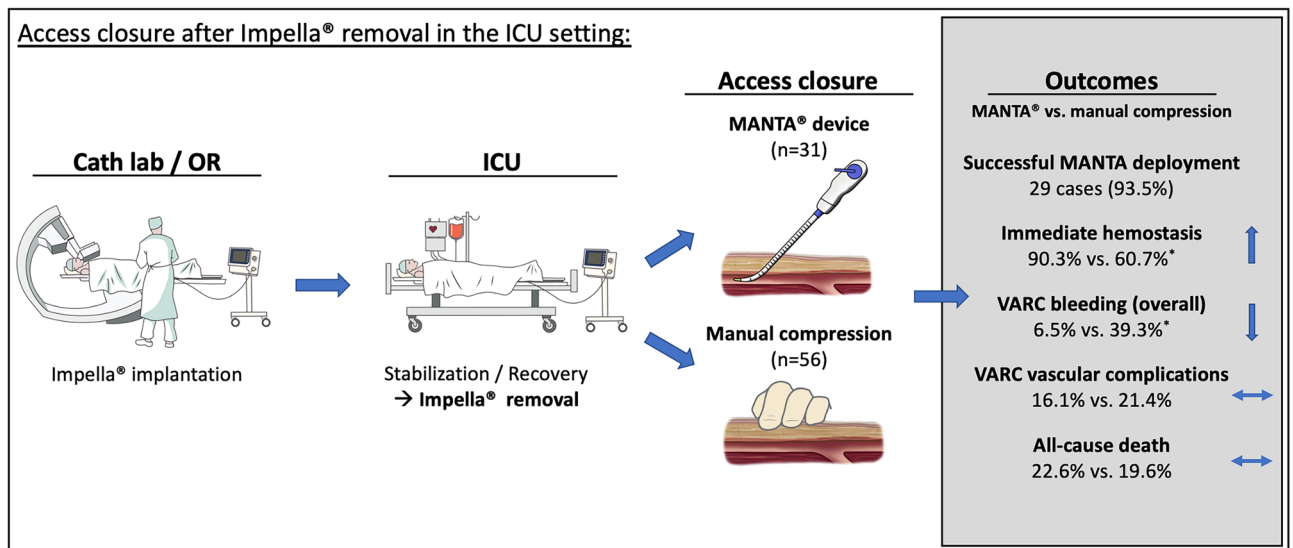 Access closure after Impella® removal in the ICU setting:
Cath lab / OR
Impella® implantation
ICU
Stabilization / Recovery
→ Impella® removal
Access closure
MANTA® device
(n=31)
Manual compression
(n=56)
Outcomes
MANTA® vs. manual compression
Successful MANTA deployment
29 cases (93.5%)
Immediate hemostasis
90.3% vs. 60.7%*
VARC bleeding (overall)
6.5% vs. 39.3%*
VARC vascular complications
16.1% vs. 21.4%
All-cause death
22.6% vs. 19.6%